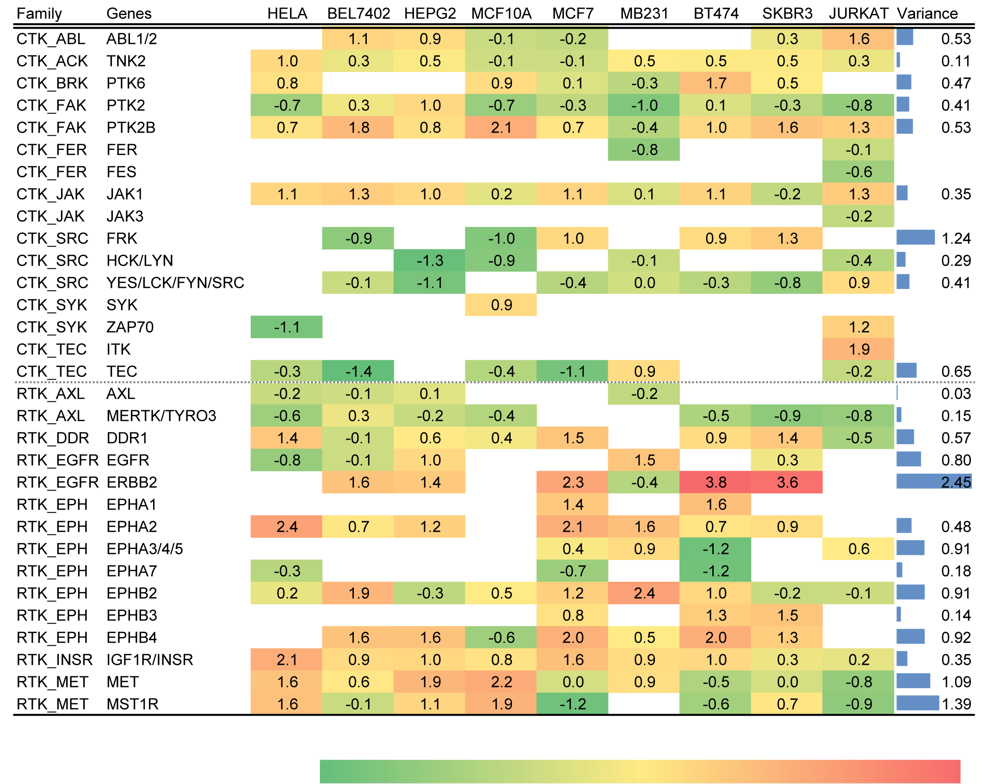 Family Genes HELA BEL7402 HEPG2 MCF10A MCF7 MB231 BT474 SKBR3 JURKAT Variance
CTK_ABL ABL1/2 1.1 0.9 -0.1 -0.2 0.3 1.6 0.53
CTK_ACK TNK2 1.0 0.3 0.5 -0.1 -0.1 0.5 0.5 0.5 0.3 0.11
CTK_BRK PTK6 0.8 0.9 0.1 -0.3 1.7 0.5 0.47
CTK_FAK PTK2 -0.7 0.3 1.0 -0.7 -0.3 -1.0 0.1 -0.3 -0.8 0.41
CTK_FAK PTK2B 0.7 1.8 0.8 2.1 0.7 -0.4 1.0 1.6 1.3 0.53
CTK_FER FER -0.8 -0.1
CTK_FER FES -0.6
CTK_JAK JAK1 1.1 1.3 1.0 0.2 1.1 0.1 1.1 -0.2 1.3 0.35
CTK_JAK JAK3 -0.2
CTK_SRC FRK -0.9 -1.0 1.0 0.9 1.3 1.24
CTK_SRC HCK/LYN -1.3 -0.9 -0.1 -0.4 0.29
CTK_SRC YES/LCK/FYN/SRC -0.1 -1.1 -0.4 0.0 -0.3 -0.8 0.9 0.41
CTK_SYK SYK 0.9
CTK_SYK ZAP70 -1.1 1.2
CTK_TEC ITK 1.9
CTK_TEC TEC -0.3 -1.4 -0.4 -1.1 0.9 -0.2 0.65
RTK_AXL AXL -0.2 -0.1 0.1 -0.2 0.03
RTK_AXL MERTK/TYRO3 -0.6 0.3 -0.2 -0.4 -0.5 -0.9 -0.8 0.15
RTK_DDR DDR1 1.4 -0.1 0.6 0.4 1.5 0.9 1.4 -0.5 0.57
RTK_EGFR EGFR -0.8 -0.1 1.0 1.5 0.3 0.80
RTK_EGFR ERBB2 1.6 1.4 2.3 -0.4 3.8 3.6 2.45
RTK_EPH EPHA1 1.4 1.6
RTK_EPH EPHA2 2.4 0.7 1.2 2.1 1.6 0.7 0.9 0.48
RTK_EPH EPHA3/4/5 0.4 0.9 -1.2 0.6 0.91
RTK_EPH EPHA7 -0.3 -0.7 -1.2 0.18
RTK_EPH EPHB2 0.2 1.9 -0.3 0.5 1.2 2.4 1.0 -0.2 -0.1 0.91
RTK_EPH EPHB3 0.8 1.3 1.5 0.14
RTK_EPH EPHB4 1.6 1.6 -0.6 2.0 0.5 2.0 1.3 0.92
RTK_INSR IGF1R/INSR 2.1 0.9 1.0 0.8 1.6 0.9 1.0 0.3 0.2 0.35
RTK_MET MET 1.6 0.6 1.9 2.2 0.0 0.9 -0.5 0.0 -0.8 1.09
RTK_MET MST1R 1.6 -0.1 1.1 1.9 -1.2 -0.6 0.7 -0.9 1.39